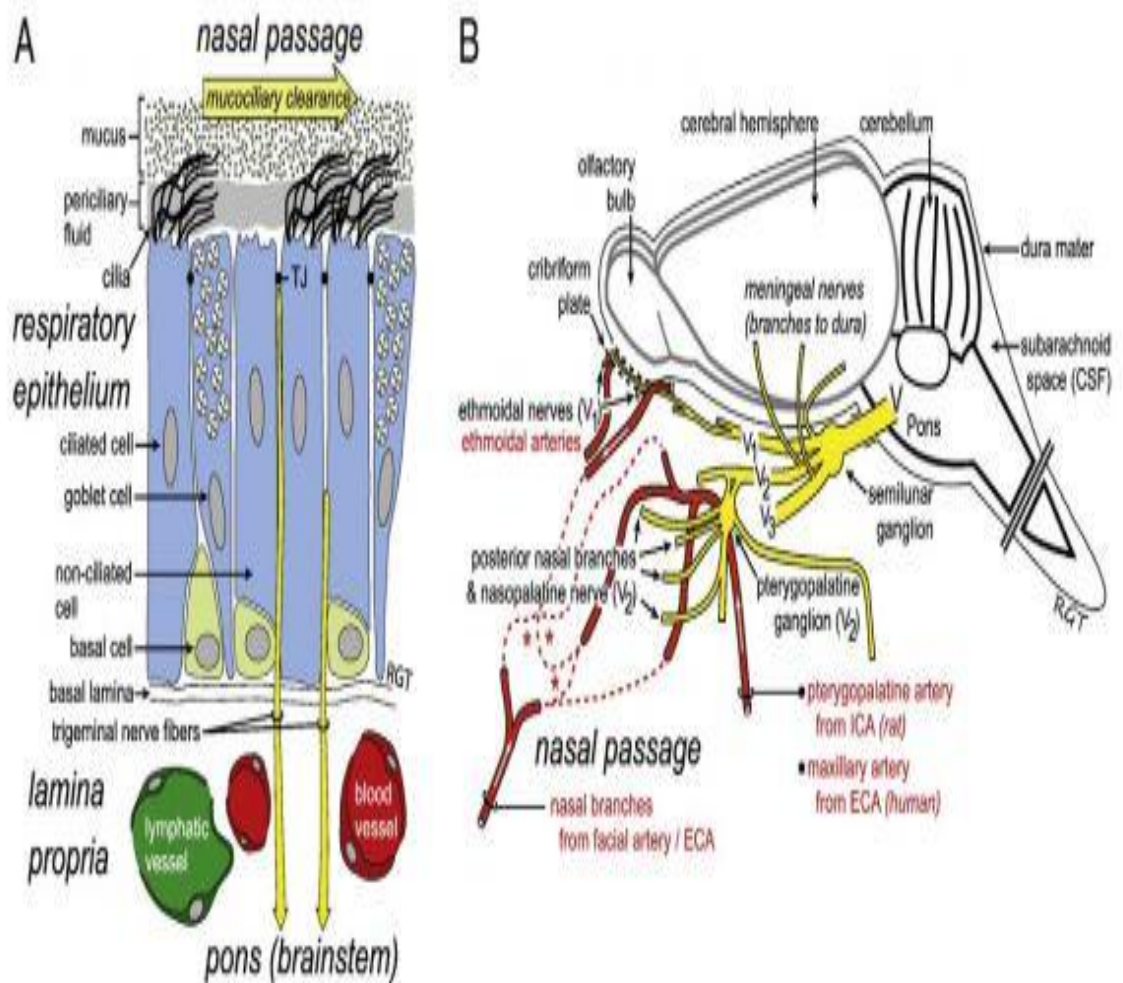 A
nasal passage
mucociliary clearance
mucus
periciliary
fluid
cilia
TJ
respiratory
epithelium
ciliated cell
goblet cell
non-ciliated
cell
basal cell
RGT
basal lamina
trigeminal nerve fibers
lamina
propria
lymphatic
vessel
blood
vessel
pons (brainstem)
B
cerebral hemisphere
cerebellum
olfactory
bulb
dura mater
cribriform
plate
meningeal nerves
(branches to dura)
subarachnoid
space (CSF)
ethmoidal nerves (V1)
ethmoidal arteries
V
Pons
V1
V2
V3
semilunar
ganglion
posterior nasal branches
& nasopalatine nerve (V2)
pterygopalatine
ganglion (V2)
RGT
* *
*
nasal passage
• pterygopalatine artery
from ICA (rat)
• maxillary artery
from ECA (human)
nasal branches
from facial artery / ECA